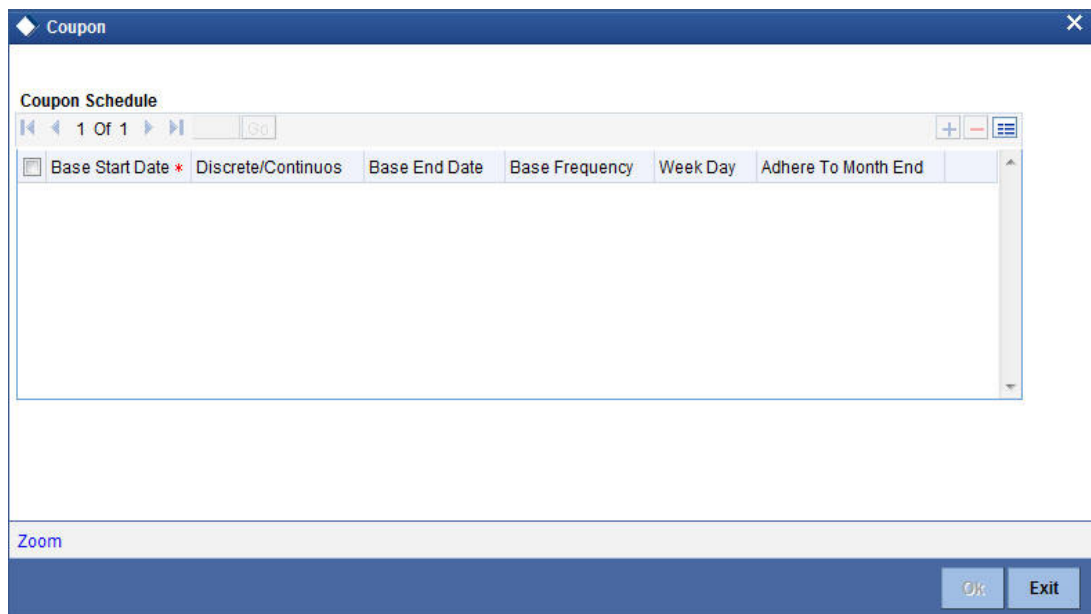 Coupon
Coupon Schedule
1 Of 1 Go
Base Start Date * Discrete/Continuos Base End Date Base Frequency Week Day Adhere To Month End
Zoom
Ok Exit